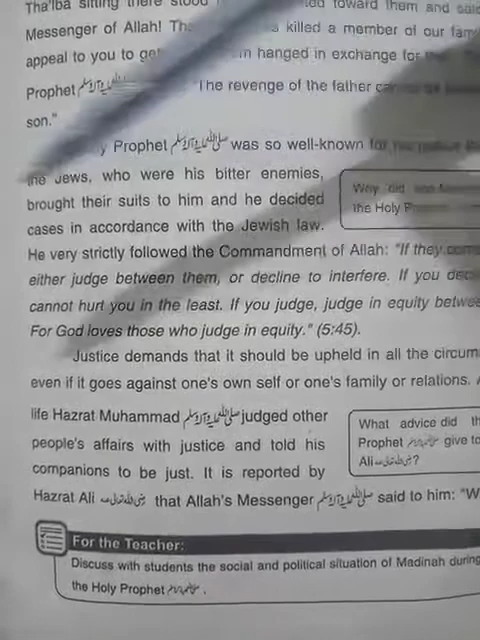 Tha'lba sitting there stood toward them and said
Messenger of Allah! killed a member of our fam
appeal to you to get hanged in exchange for
Prophet ﷺ The revenge of the father
son."
y Prophet ﷺ was so well-known for
the Jews, who were his bitter enemies,
brought their suits to him and he decided
cases in accordance with the Jewish law.
Why did
the Holy
He very strictly followed the Commandment of Allah: "If they come
either judge between them, or decline to interfere. If you dec
cannot hurt you in the least. If you judge, judge in equity betwe
For God loves those who judge in equity." (5:45).
Justice demands that it should be upheld in all the circum
even if it goes against one's own self or one's family or relations.
life Hazrat Muhammad ﷺ judged other
people's affairs with justice and told his
companions to be just. It is reported by
What advice did th
Prophet ﷺ give to
Ali رضی اللہ تعالیٰ عنہ?
Hazrat Ali رضی اللہ تعالیٰ عنہ that Allah's Messenger ﷺ said to him: "W
For the Teacher:
Discuss with students the social and political situation of Madinah during
the Holy Prophet ﷺ.